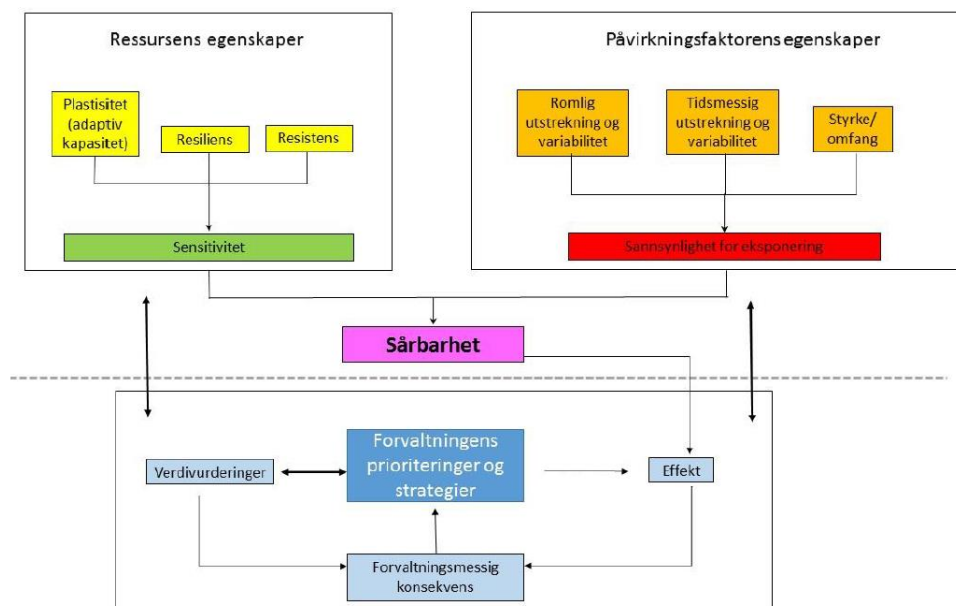 Ressursens egenskaper
Plastisitet
(adaptiv
kapasitet)
Resiliens
Resistens
Sensitivitet
Påvirkningsfaktorens egenskaper
Romlig
utstrekning og
variabilitet
Tidsmessig
utstrekning og
variabilitet
Styrke/
omfang
Sannsynlighet for eksponering
Sårbarhet
Verdivurderinger
Forvaltningens
prioriteringer og
strategier
Effekt
Forvaltningsmessig
konsekvens